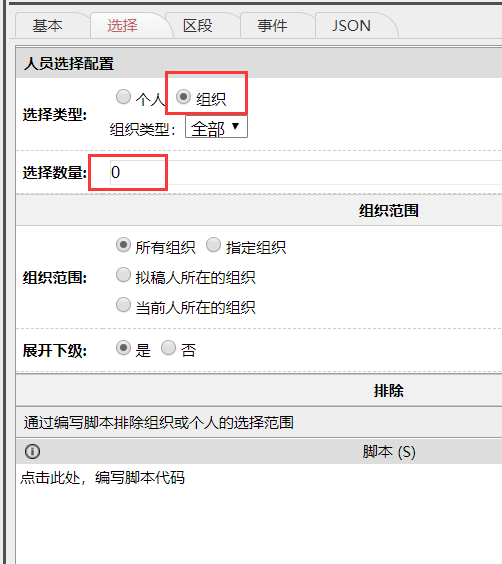 基本 选择 区段 事件 JSON
人员选择配置
选择类型: 个人 组织
组织类型: 全部
选择数量: 0
组织范围
组织范围: 所有组织 指定组织
拟稿人所在的组织
当前人所在的组织
展开下级: 是 否
排除
通过编写脚本排除组织或个人的选择范围
脚本 (S)
点击此处，编写脚本代码